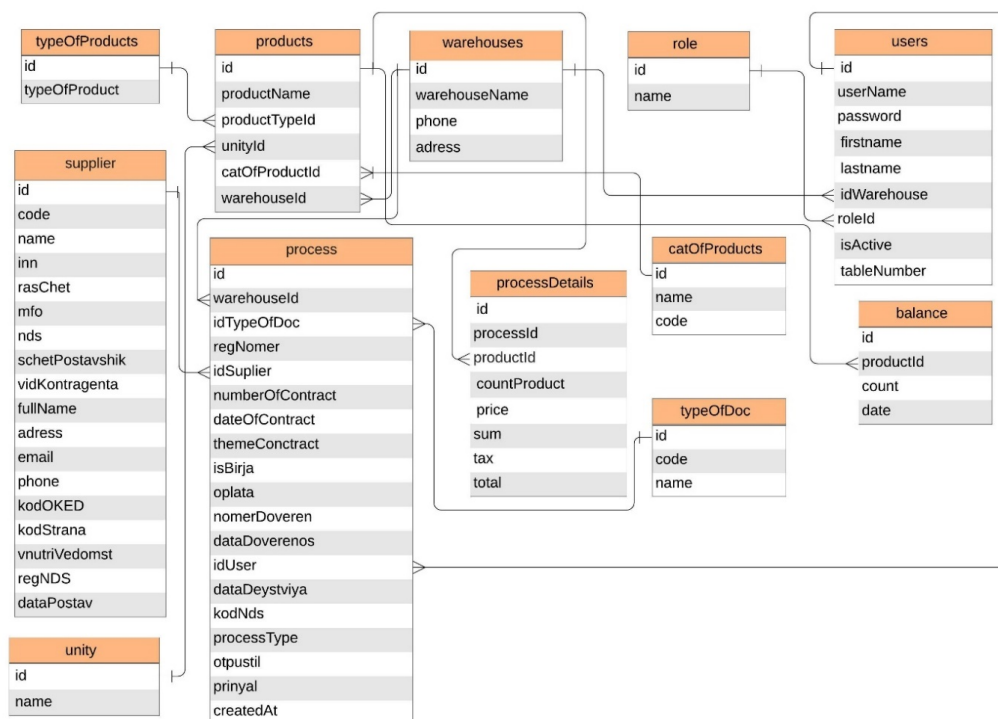 typeOfProducts
id
typeOfProduct
products
id
productName
productTypeId
unityId
catOfProductId
warehouseId
warehouses
id
warehouseName
phone
adress
role
id
name
users
id
userName
password
firstname
lastname
idWarehouse
roleId
isActive
tableNumber
supplier
id
code
name
inn
rasChet
mfo
nds
schetPostavshik
vidKontragenta
fullName
adress
email
phone
kodOKED
kodStrana
vnutriVedomst
regNDS
dataPostav
process
id
warehouseId
idTypeOfDoc
regNomer
idSuplier
numberOfContract
dateOfContract
themeConctract
isBirja
oplata
nomerDoveren
dataDoverenos
idUser
dataDeystviya
kodNds
processType
otpustil
prinyal
createdAt
processDetails
id
processId
productId
countProduct
price
sum
tax
total
catOfProducts
id
name
code
balance
id
productId
count
date
typeOfDoc
id
code
name
unity
id
name